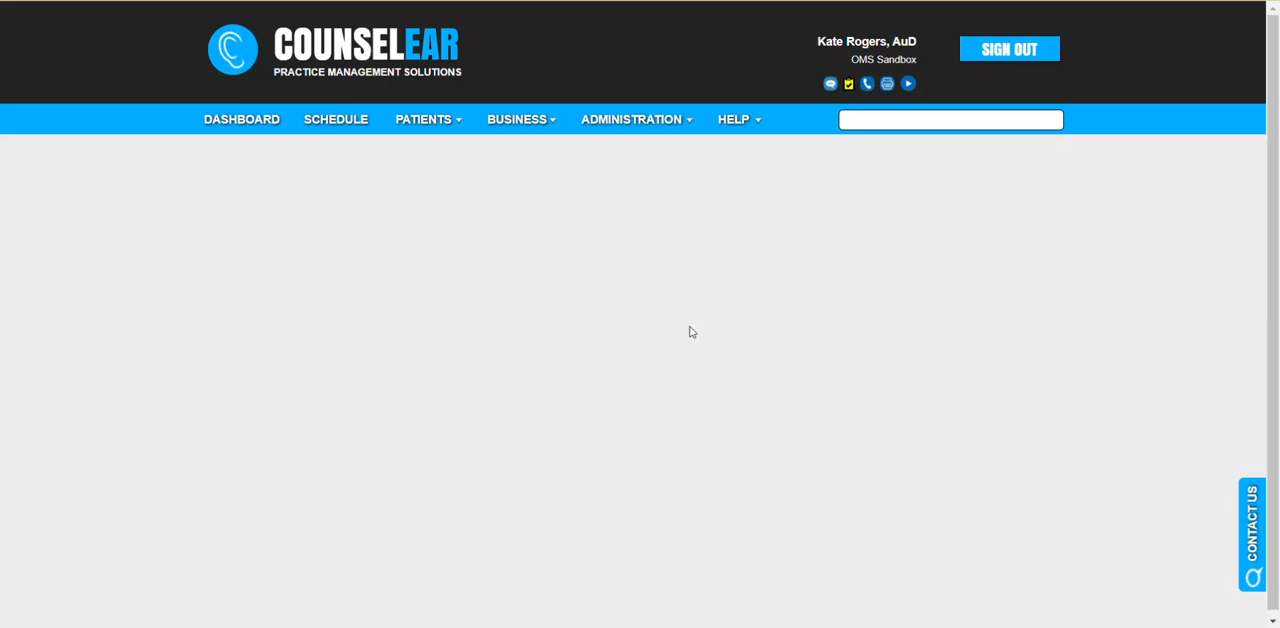 COUNSELEAR
PRACTICE MANAGEMENT SOLUTIONS
Kate Rogers, AuD
OMS Sandbox
SIGN OUT
DASHBOARD SCHEDULE PATIENTS BUSINESS ADMINISTRATION HELP
CONTACT US